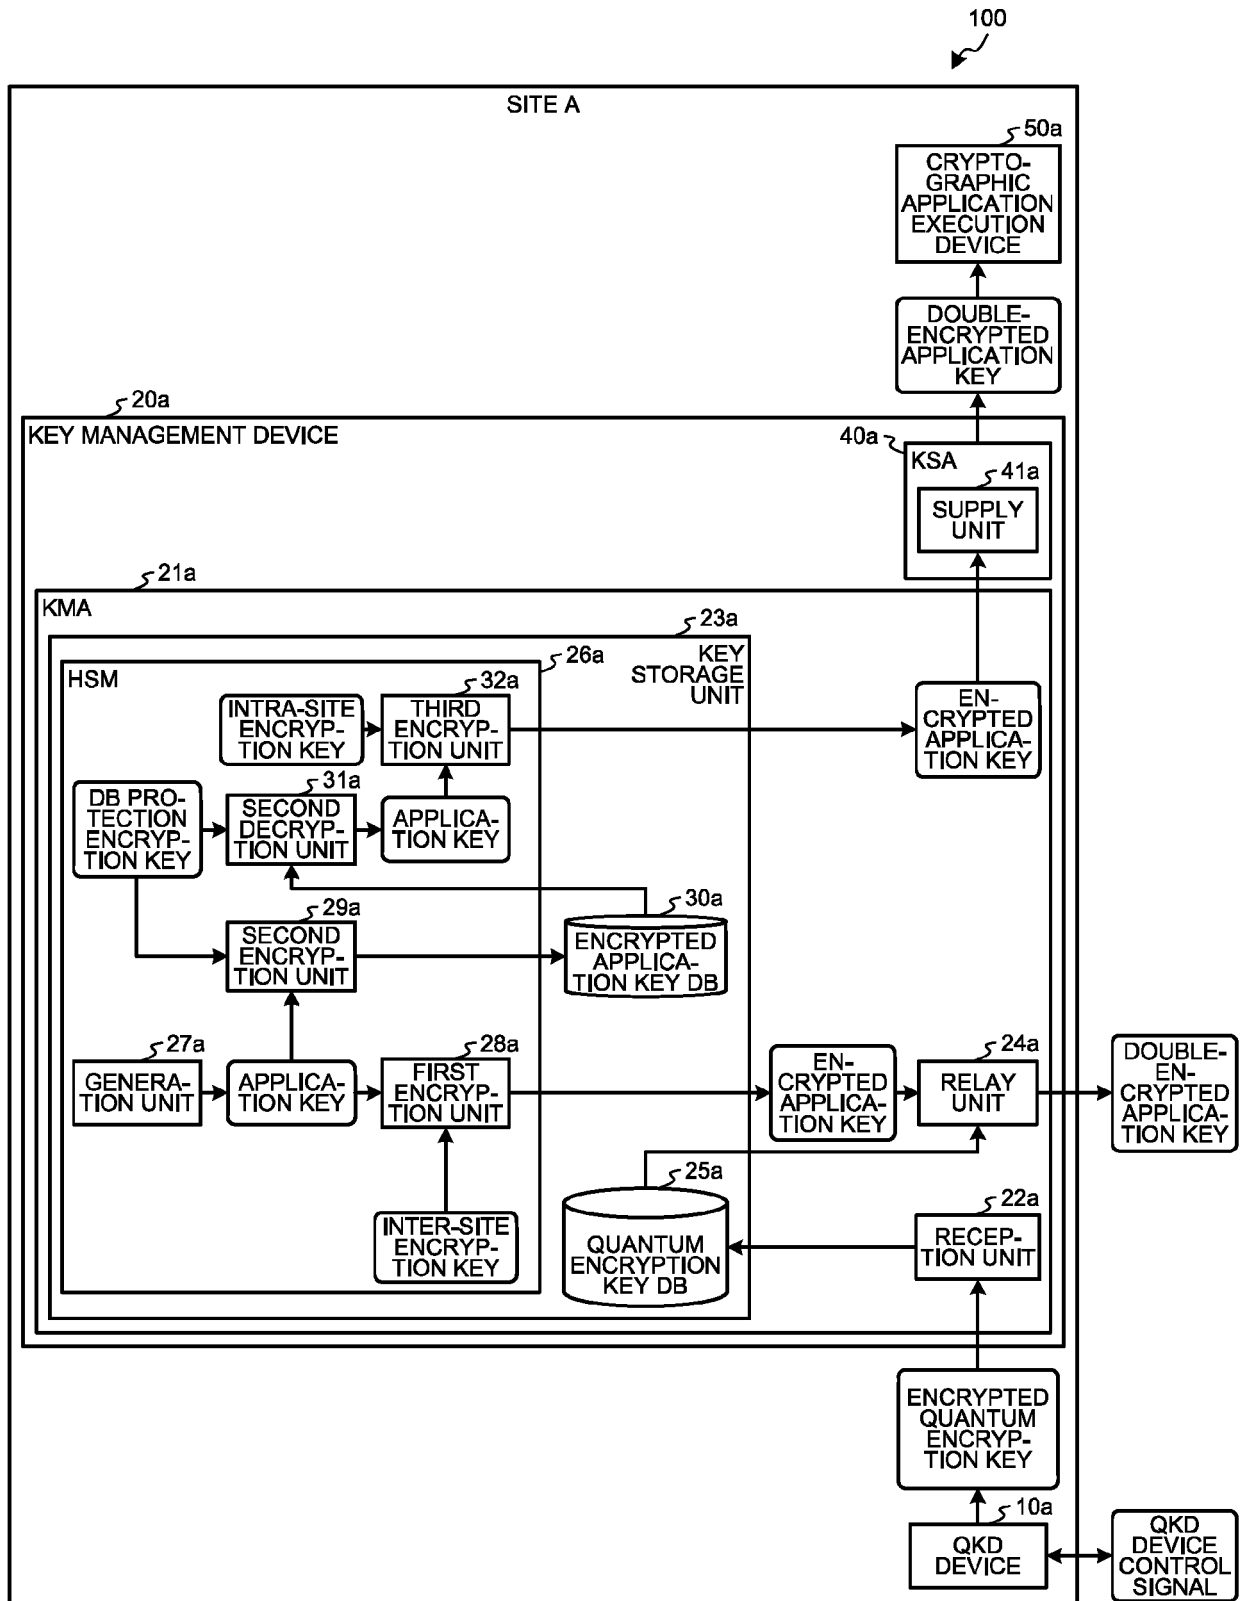 100
SITE A
50a
CRYPTO-
GRAPHIC
APPLICATION
EXECUTION
DEVICE
DOUBLE-
ENCRYPTED
APPLICATION
KEY
20a
KEY MANAGEMENT DEVICE
40a
KSA
41a
SUPPLY
UNIT
21a
KMA
23a
KEY
STORAGE
UNIT
26a
HSM
32a
INTRA-SITE
ENCRYP-
TION KEY
THIRD
ENCRYP-
TION UNIT
EN-
CRYPTED
APPLICA-
TION KEY
31a
DB PRO-
TECTION
ENCRYP-
TION KEY
SECOND
DECRYP-
TION UNIT
APPLICA-
TION KEY
29a
SECOND
ENCRYP-
TION UNIT
30a
ENCRYPTED
APPLICA-
TION KEY DB
27a
GENERA-
TION UNIT
APPLICA-
TION KEY
28a
FIRST
ENCRYP-
TION UNIT
EN-
CRYPTED
APPLICA-
TION KEY
24a
RELAY
UNIT
DOUBLE-
EN-
CRYPTED
APPLICA-
TION KEY
INTER-SITE
ENCRYP-
TION KEY
25a
QUANTUM
ENCRYPTION
KEY DB
22a
RECEP-
TION UNIT
ENCRYPTED
QUANTUM
ENCRYP-
TION KEY
10a
QKD
DEVICE
QKD
DEVICE
CONTROL
SIGNAL